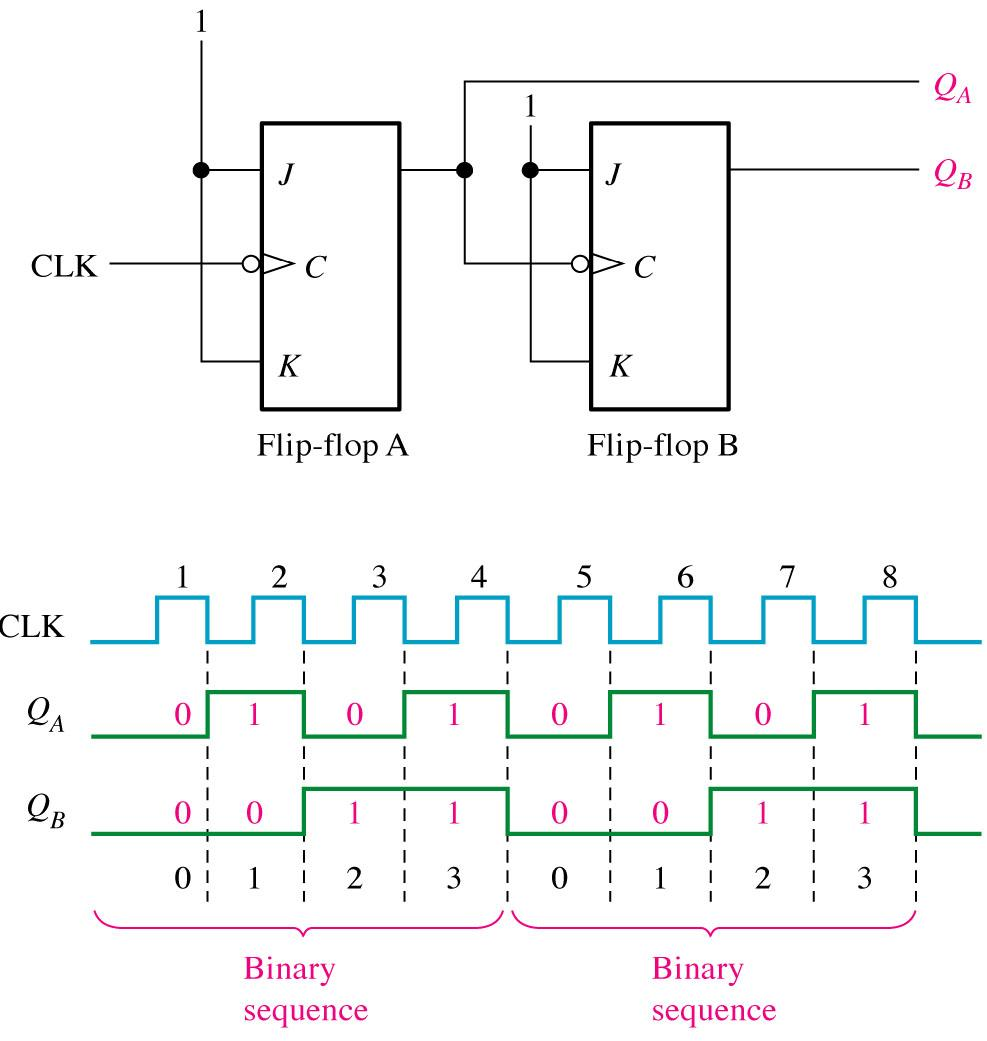 1
Q_A
1
J
J
Q_B
CLK
C
C
K
K
Flip-flop A
Flip-flop B
1 2 3 4 5 6 7 8
CLK
Q_A 0 1 0 1 0 1 0 1
Q_B 0 0 1 1 0 0 1 1
0 1 2 3 0 1 2 3
Binary
sequence
Binary
sequence